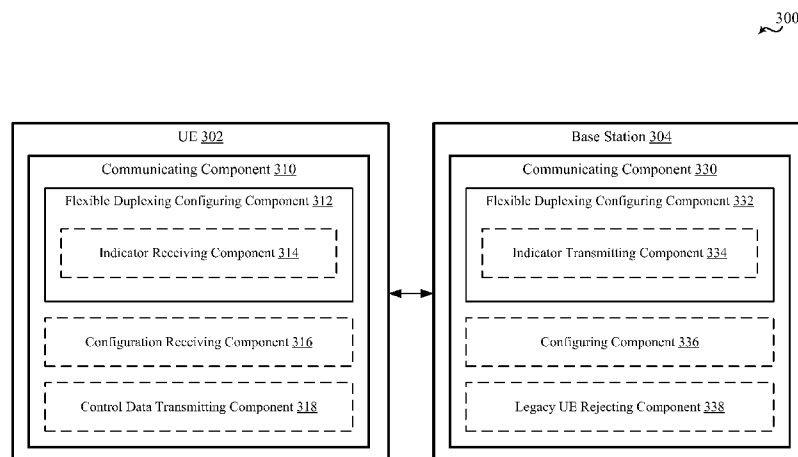 300
UE 302
Communicating Component 310
Flexible Duplexing Configuring Component 312
Indicator Receiving Component 314
Configuration Receiving Component 316
Control Data Transmitting Component 318
Base Station 304
Communicating Component 330
Flexible Duplexing Configuring Component 332
Indicator Transmitting Component 334
Configuring Component 336
Legacy UE Rejecting Component 338